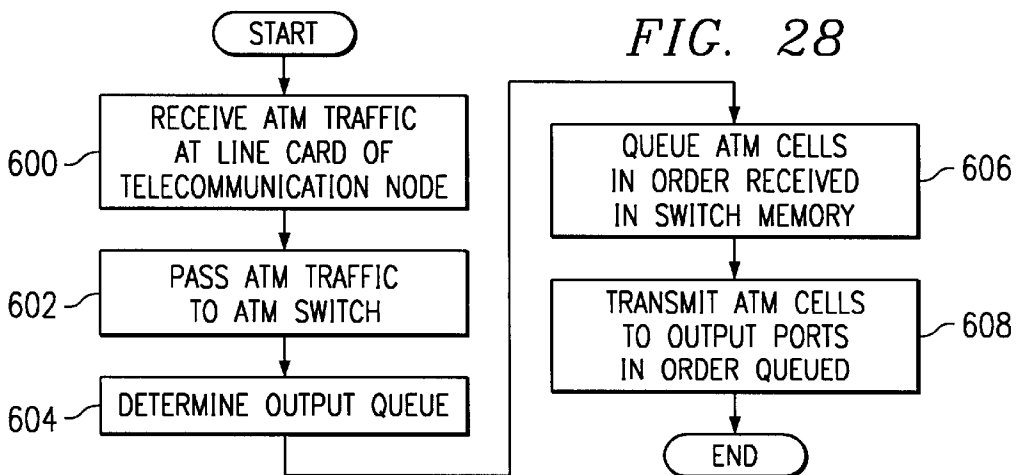 FIG. 28
START
600
RECEIVE ATM TRAFFIC
AT LINE CARD OF
TELECOMMUNICATION NODE
602
PASS ATM TRAFFIC
TO ATM SWITCH
604
DETERMINE OUTPUT QUEUE
QUEUE ATM CELLS
IN ORDER RECEIVED
IN SWITCH MEMORY
606
TRANSMIT ATM CELLS
TO OUTPUT PORTS
IN ORDER QUEUED
608
END